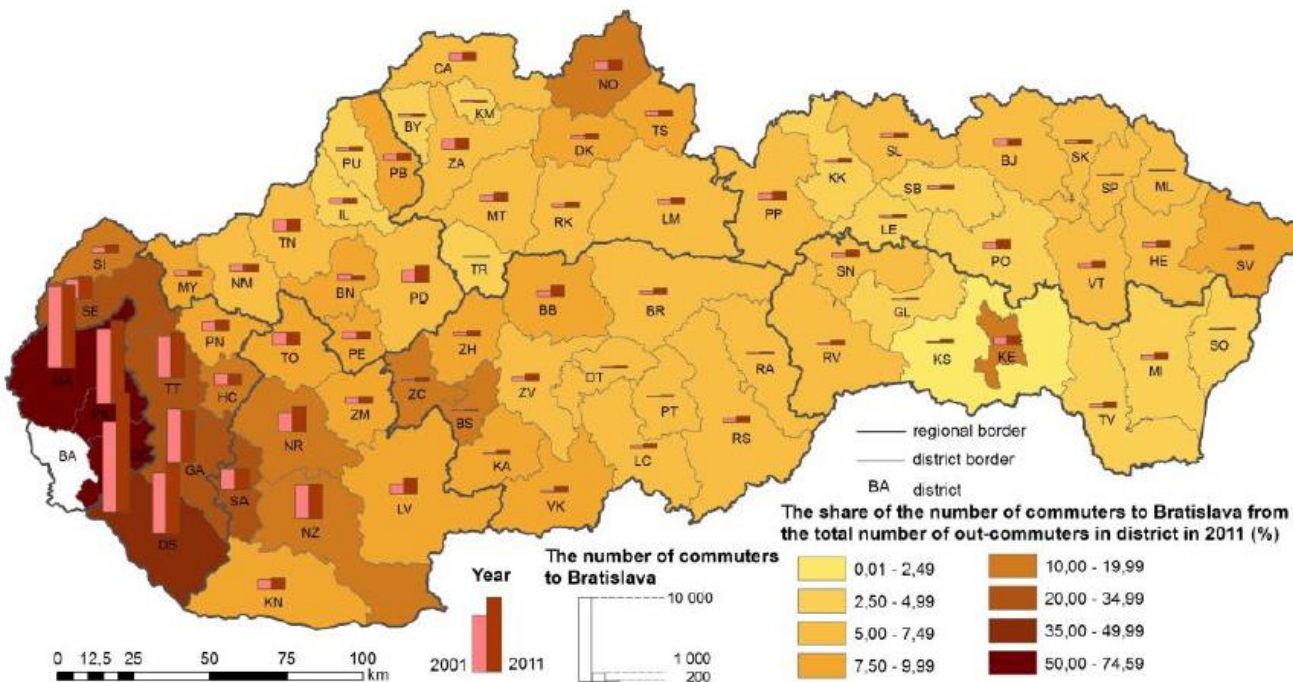 CA
NO
KM
BY
TS
PU
ZA
DK
PB
SL
BJ
SK
KK
SP
ML
SB
IL
MT
RK
LM
PP
LE
TN
PO
HE
SV
SI
TR
SN
VT
MY
NM
BN
PD
BB
BR
GL
SE
SO
PN
TO
PE
ZH
RV
KS
KE
MI
TT
HC
ZC
ZV
DT
RA
ZM
BS
PT
TV
NR
RS
BA
GA
SA
KA
LC
NZ
LV
VK
DS
KN
regional border
district border
BA district
The share of the number of commuters to Bratislava from
the total number of out-commuters in district in 2011 (%)
0,01 - 2,49
2,50 - 4,99
5,00 - 7,49
7,50 - 9,99
10,00 - 19,99
20,00 - 34,99
35,00 - 49,99
50,00 - 74,59
The number of commuters
to Bratislava
10 000
1 000
200
Year
2001 2011
0 12,5 25 50 75 100
km